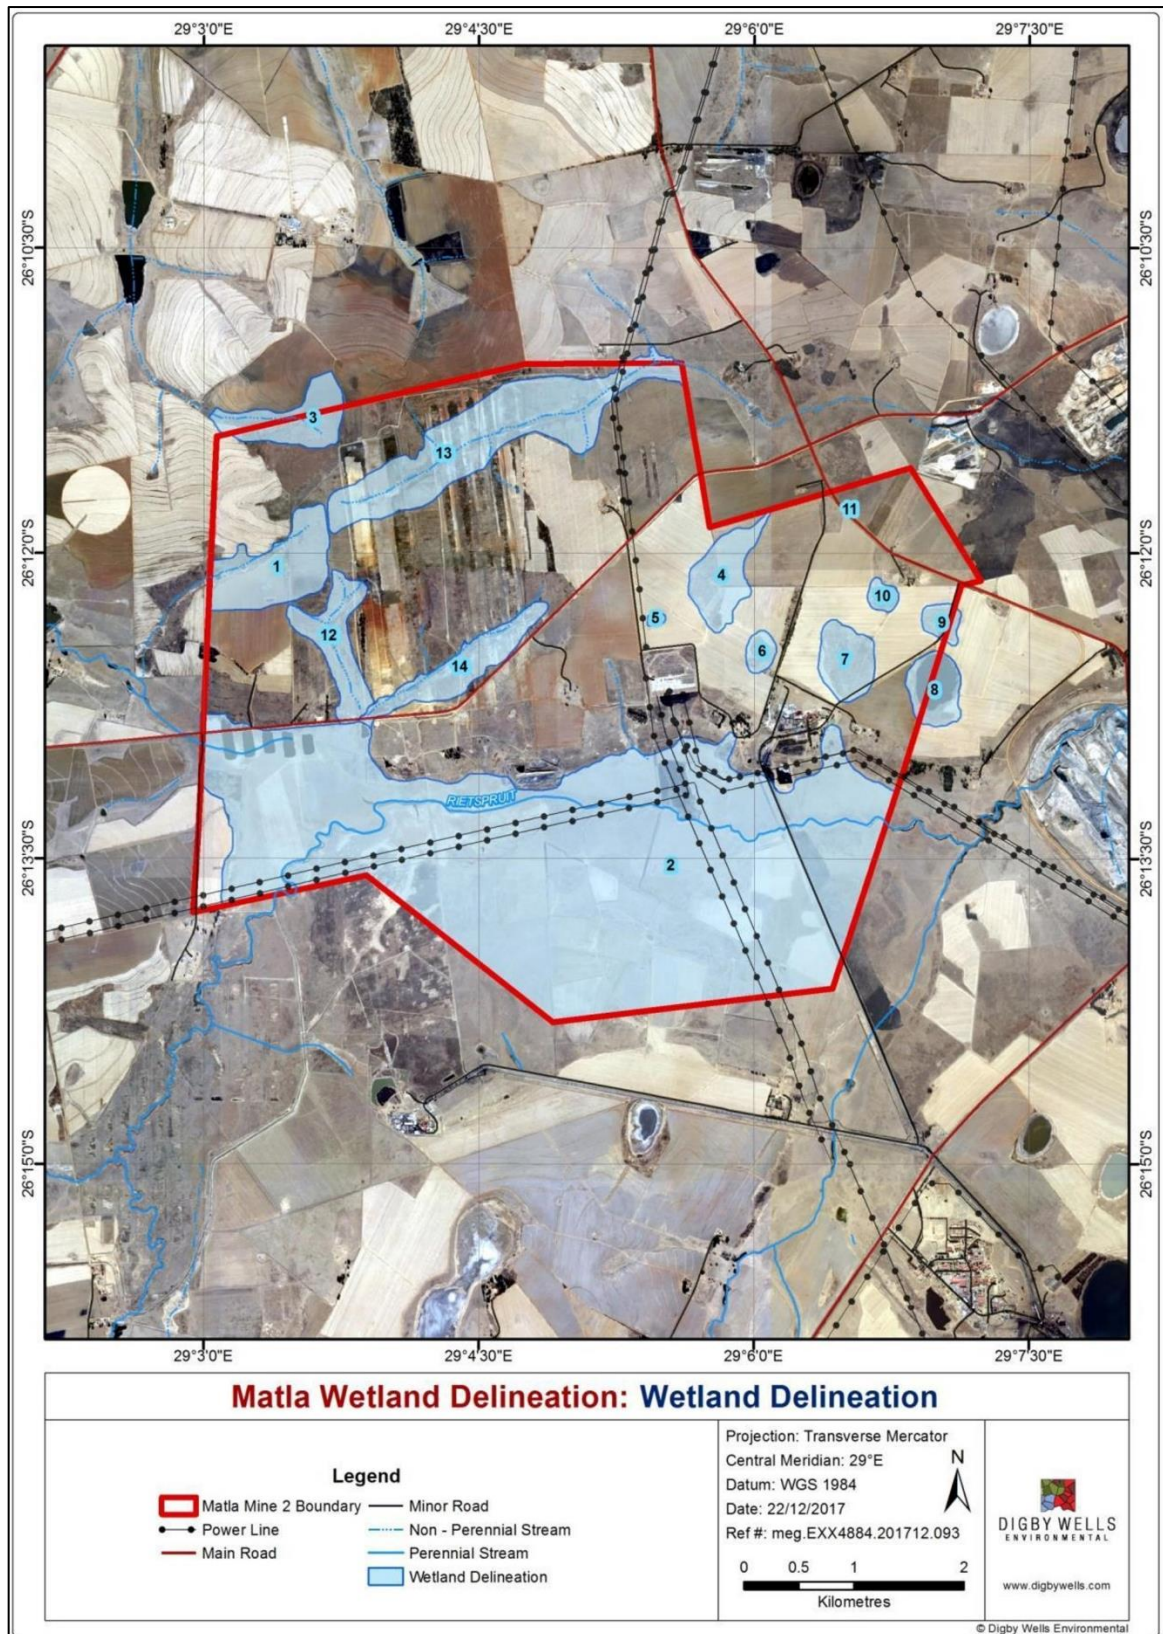 29°3'0"E 29°4'30"E 29°6'0"E 29°7'30"E
26°10'30"S 26°10'30"S
3
13
11
26°12'0"S 26°12'0"S
1
4
10
5
9
12
6
7
14
8
RIETSPRUIT
26°13'30"S 26°13'30"S
2
26°15'0"S 26°15'0"S
29°3'0"E 29°4'30"E 29°6'0"E 29°7'30"E
Matla Wetland Delineation: Wetland Delineation
Legend
Matla Mine 2 Boundary
Power Line
Main Road
Minor Road
Non - Perennial Stream
Perennial Stream
Wetland Delineation
Projection: Transverse Mercator
Central Meridian: 29°E
Datum: WGS 1984
Date: 22/12/2017
Ref #: meg.EXX4884.201712.093
N
0 0.5 1 2
Kilometres
DIGBY WELLS
ENVIRONMENTAL
www.digbywells.com
© Digby Wells Environmental